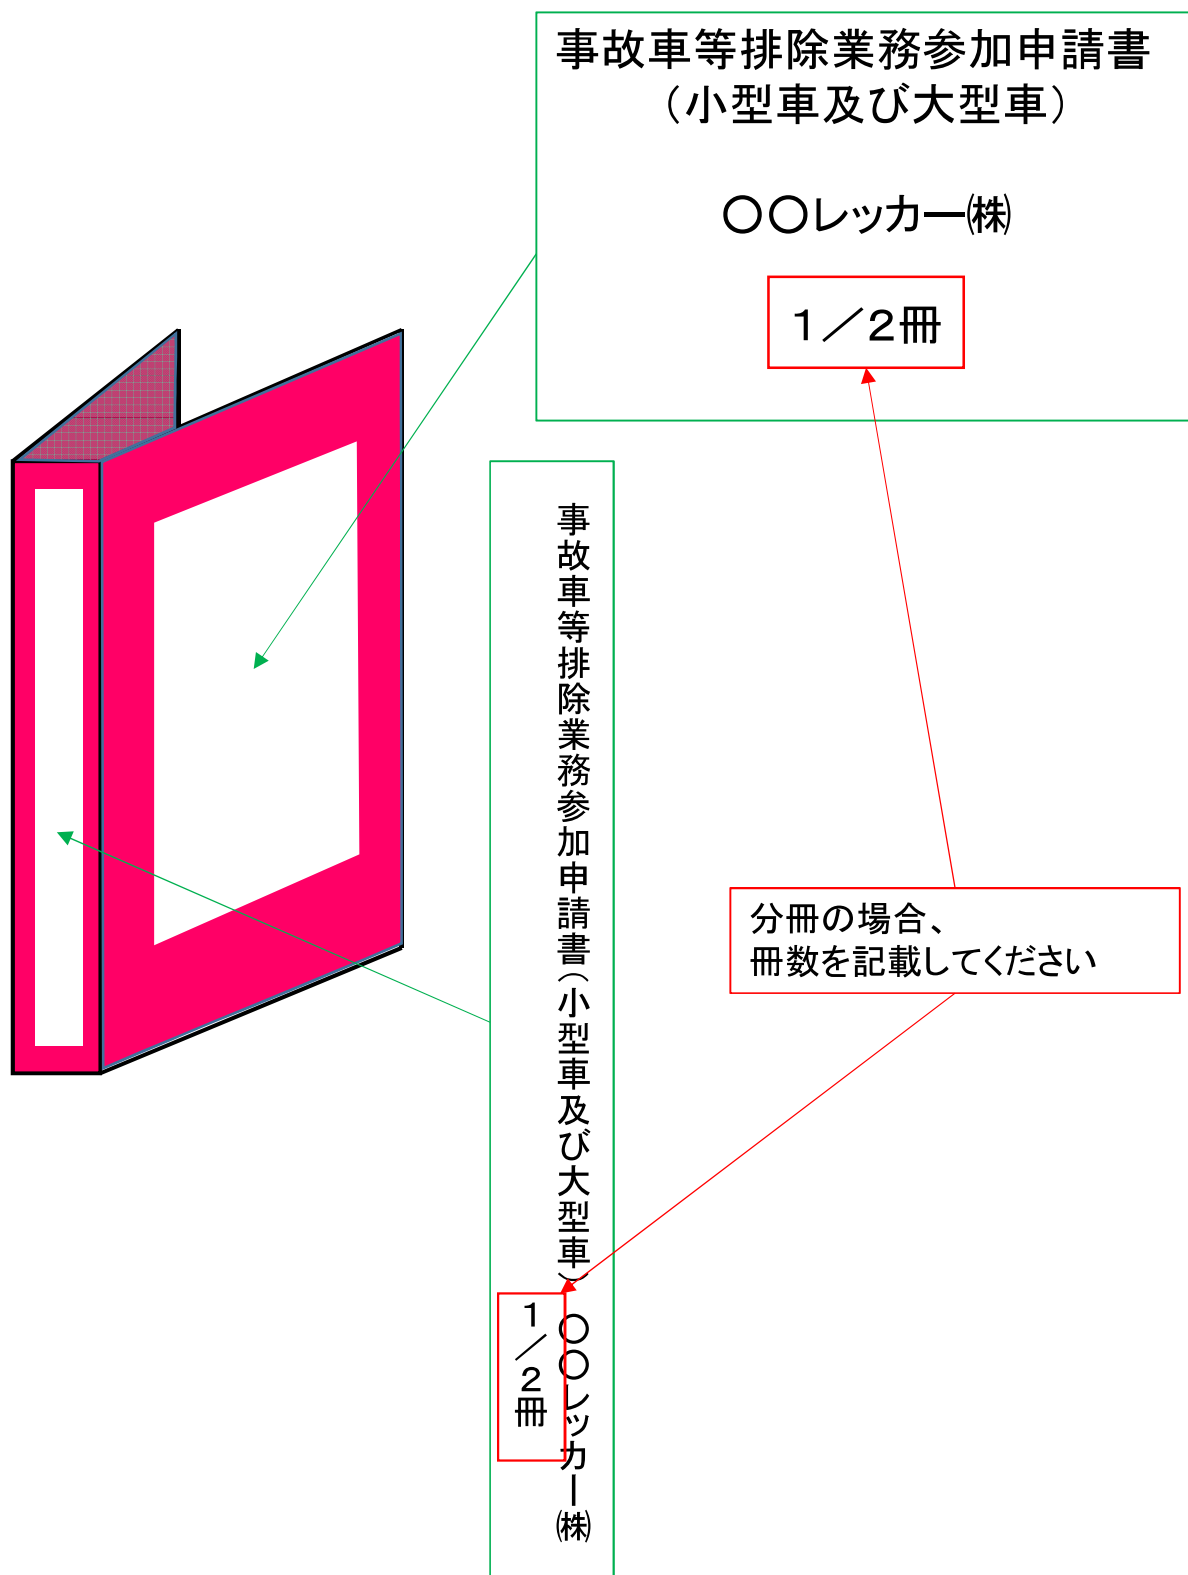 事故車等排除業務参加申請書
（小型車及び大型車）
〇〇レッカー㈱
１／２冊
事故車等排除業務参加申請書（小型車及び大型車） 〇〇レッカー㈱
１／２冊
分冊の場合、
冊数を記載してください